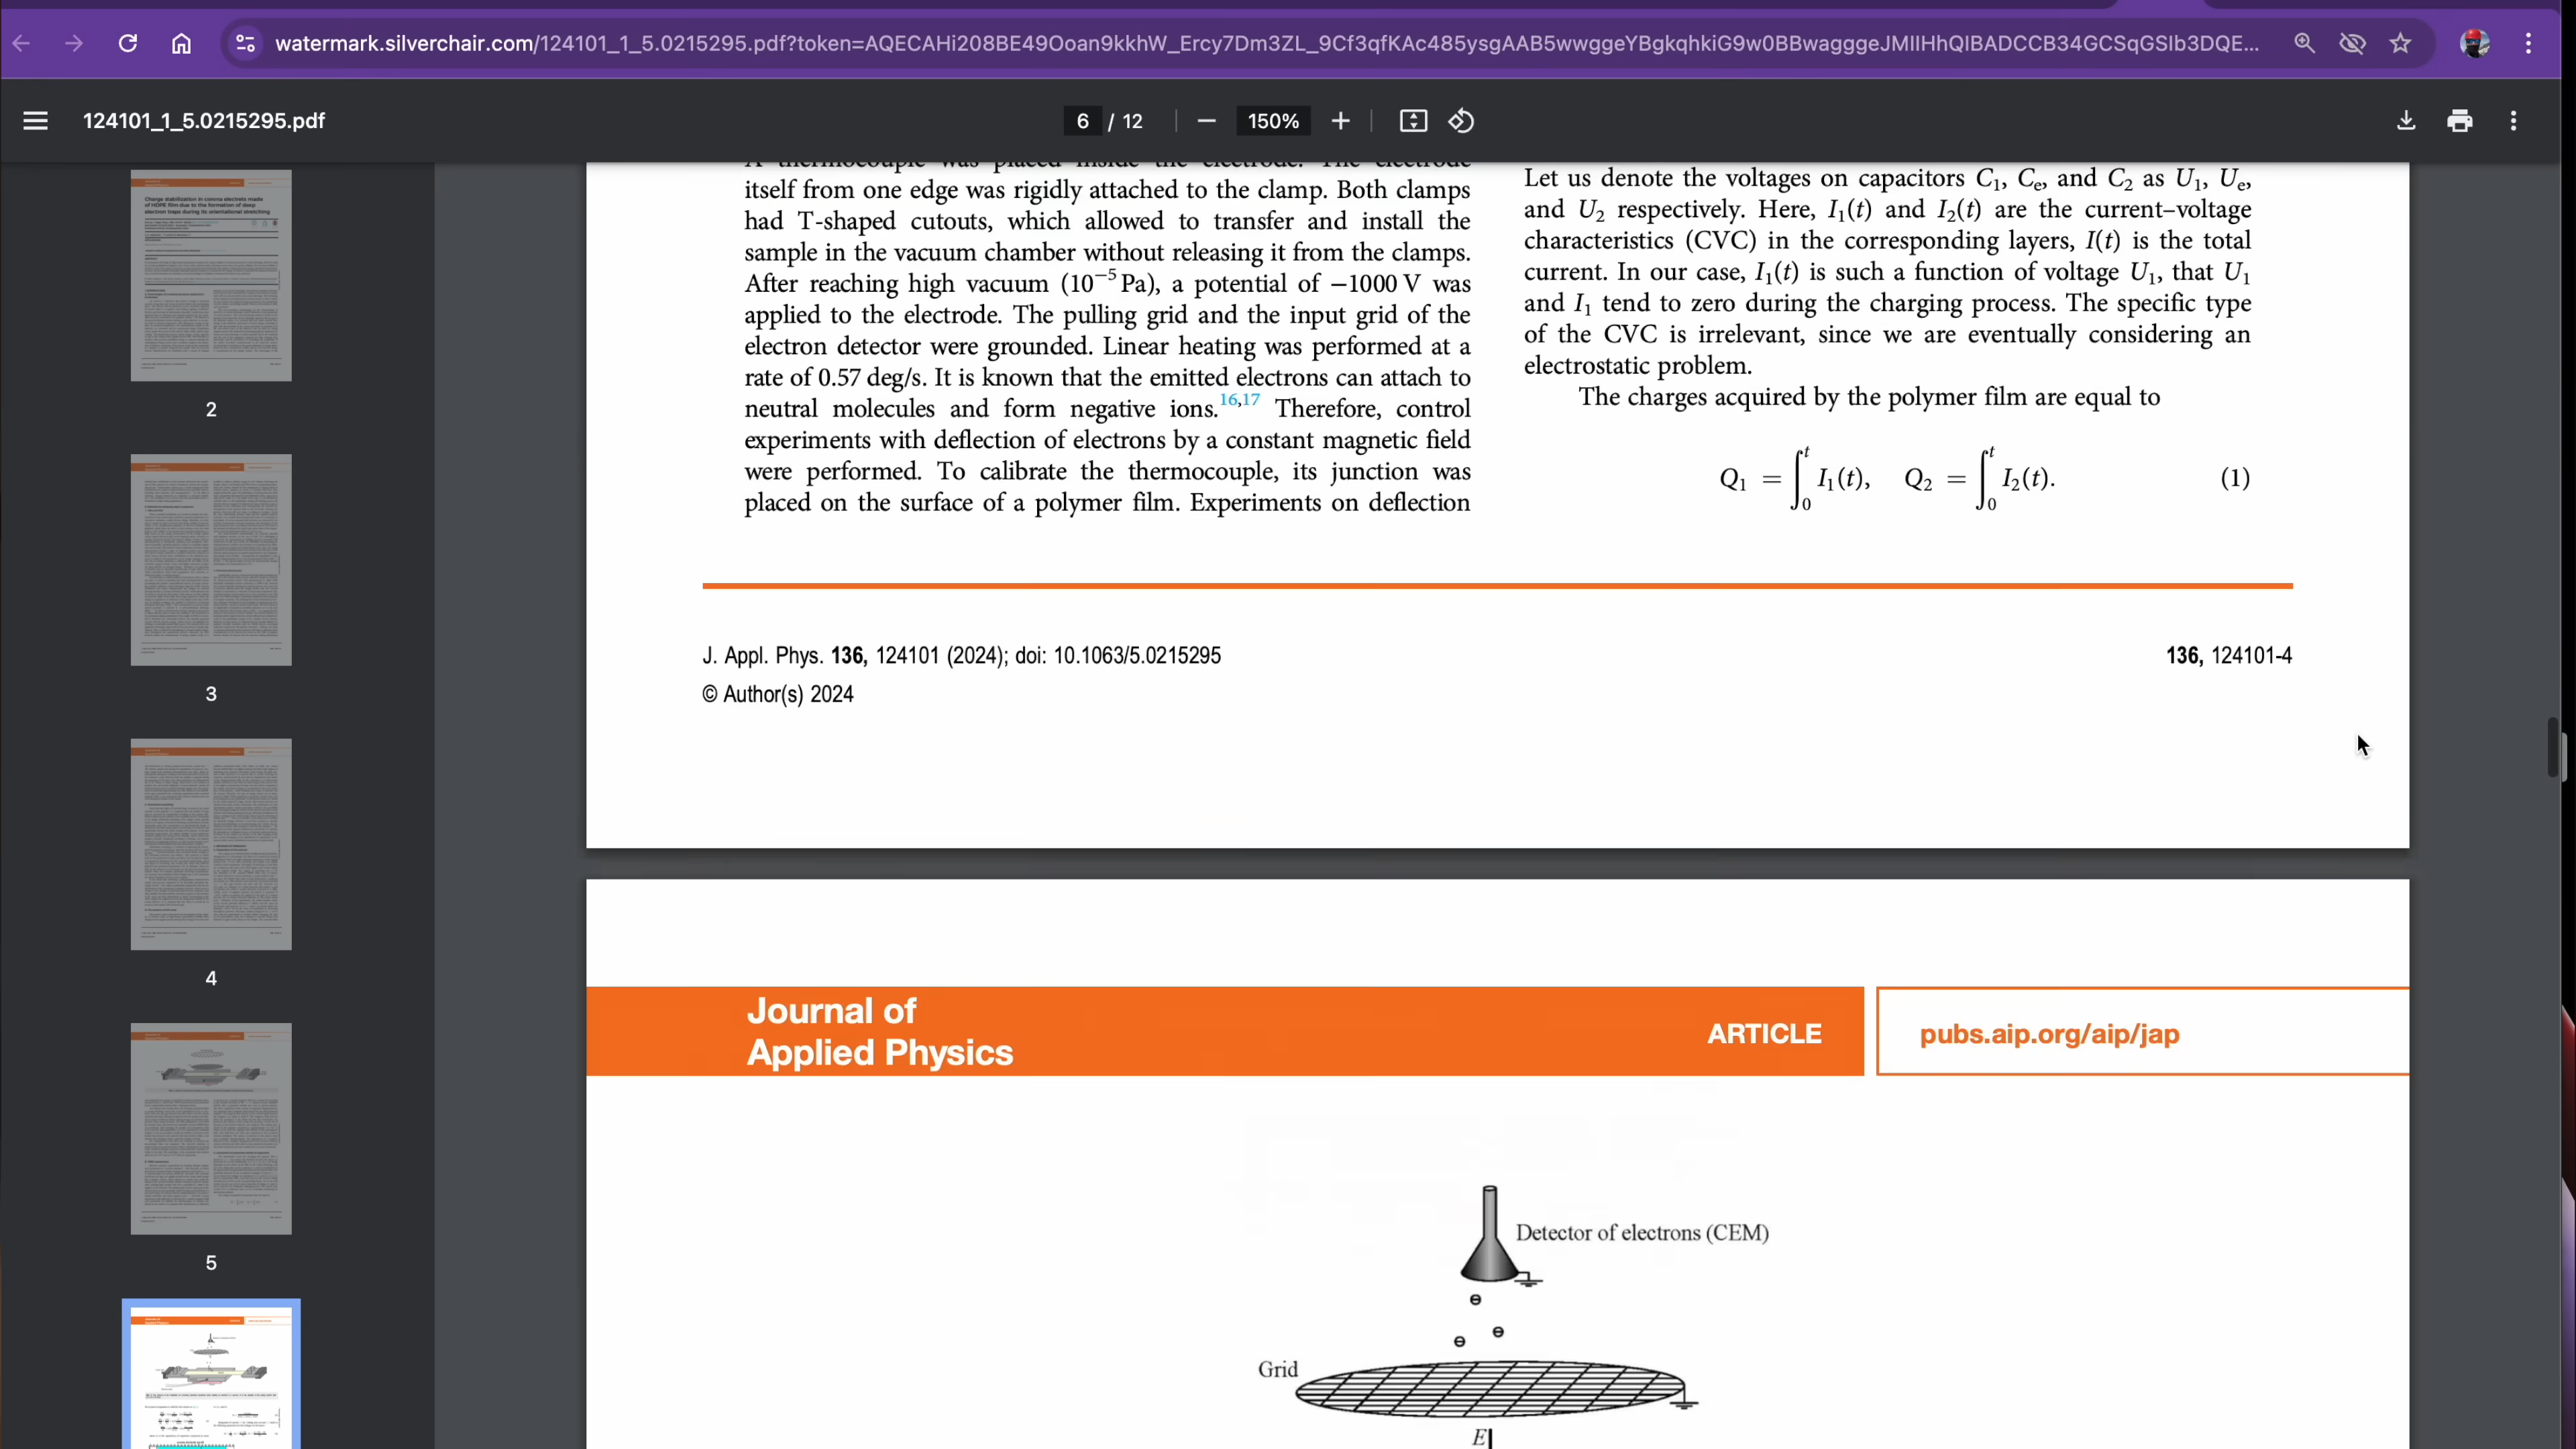 watermark.silverchair.com/124101_1_5.0215295.pdf?token=AQECAHi208BE49Ooan9kkhW_Ercy7Dm3ZL_9Cf3qfKAc485ysgAAB5wwggeYBgkqhkiG9w0BBwagggeJMIIHhQIBADCCB34GCSqGSIb3DQE...
124101_1_5.0215295.pdf
6 / 12
150%
2
3
4
5
itself from one edge was rigidly attached to the clamp. Both clamps
had T-shaped cutouts, which allowed to transfer and install the
sample in the vacuum chamber without releasing it from the clamps.
After reaching high vacuum (10⁻⁵ Pa), a potential of −1000 V was
applied to the electrode. The pulling grid and the input grid of the
electron detector were grounded. Linear heating was performed at a
rate of 0.57 deg/s. It is known that the emitted electrons can attach to
neutral molecules and form negative ions.¹⁶,¹⁷ Therefore, control
experiments with deflection of electrons by a constant magnetic field
were performed. To calibrate the thermocouple, its junction was
placed on the surface of a polymer film. Experiments on deflection
Let us denote the voltages on capacitors C₁, Cₑ, and C₂ as U₁, Uₑ,
and U₂ respectively. Here, I₁(t) and I₂(t) are the current–voltage
characteristics (CVC) in the corresponding layers, I(t) is the total
current. In our case, I₁(t) is such a function of voltage U₁, that U₁
and I₁ tend to zero during the charging process. The specific type
of the CVC is irrelevant, since we are eventually considering an
electrostatic problem.
The charges acquired by the polymer film are equal to
Q₁ = ∫₀ᵗ I₁(t), Q₂ = ∫₀ᵗ I₂(t). (1)
J. Appl. Phys. 136, 124101 (2024); doi: 10.1063/5.0215295
136, 124101-4
© Author(s) 2024
Journal of
Applied Physics
ARTICLE
pubs.aip.org/aip/jap
Detector of electrons (CEM)
Grid
E